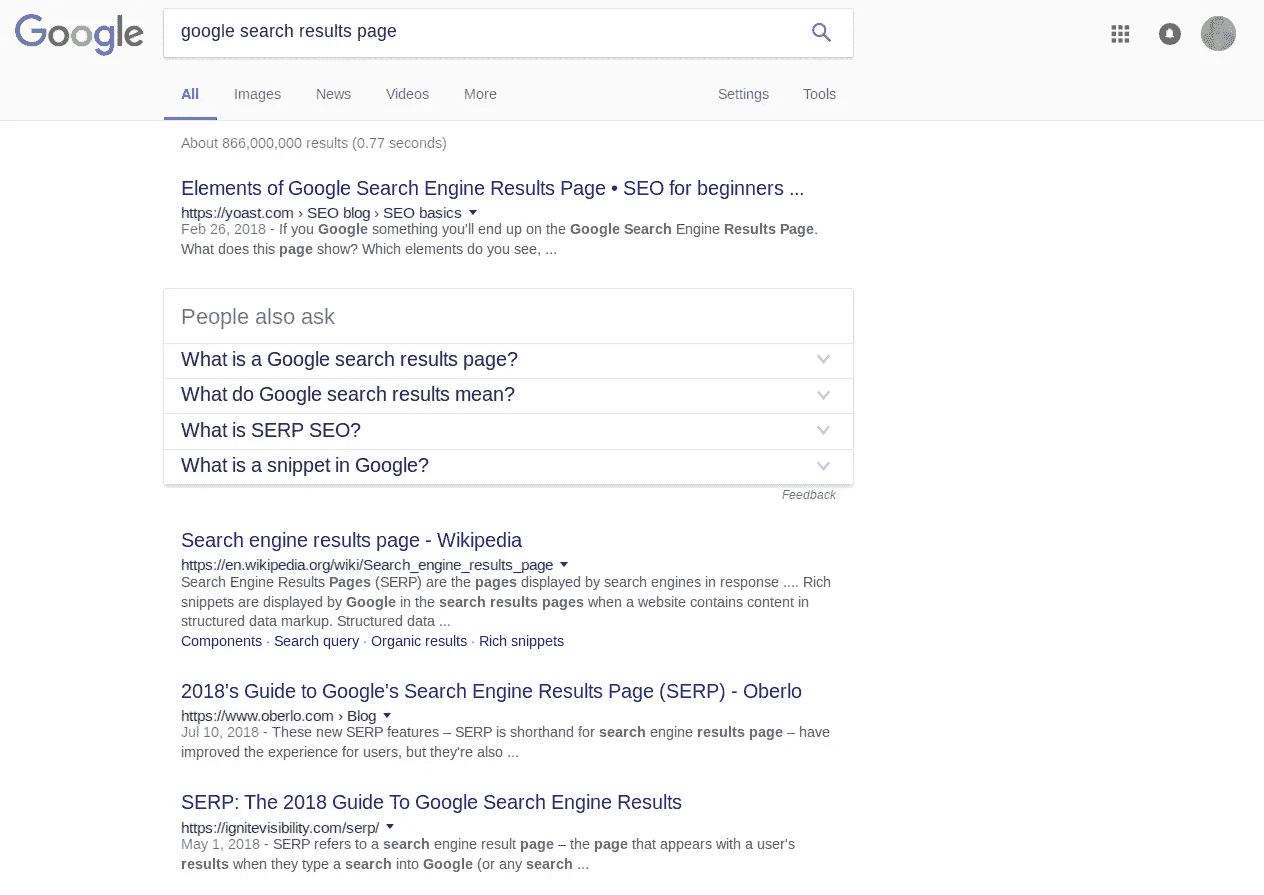 Google
google search results page
All Images News Videos More Settings Tools
About 866,000,000 results (0.77 seconds)
Elements of Google Search Engine Results Page • SEO for beginners ...
https://yoast.com › SEO blog › SEO basics
Feb 26, 2018 - If you Google something you'll end up on the Google Search Engine Results Page.
What does this page show? Which elements do you see, ...
People also ask
What is a Google search results page?
What do Google search results mean?
What is SERP SEO?
What is a snippet in Google?
Feedback
Search engine results page - Wikipedia
https://en.wikipedia.org/wiki/Search_engine_results_page
Search Engine Results Pages (SERP) are the pages displayed by search engines in response .... Rich
snippets are displayed by Google in the search results pages when a website contains content in
structured data markup. Structured data ...
Components · Search query · Organic results · Rich snippets
2018's Guide to Google's Search Engine Results Page (SERP) - Oberlo
https://www.oberlo.com › Blog
Jul 10, 2018 - These new SERP features – SERP is shorthand for search engine results page – have
improved the experience for users, but they're also ...
SERP: The 2018 Guide To Google Search Engine Results
https://ignitevisibility.com/serp/
May 1, 2018 - SERP refers to a search engine result page – the page that appears with a user's
results when they type a search into Google (or any search ...